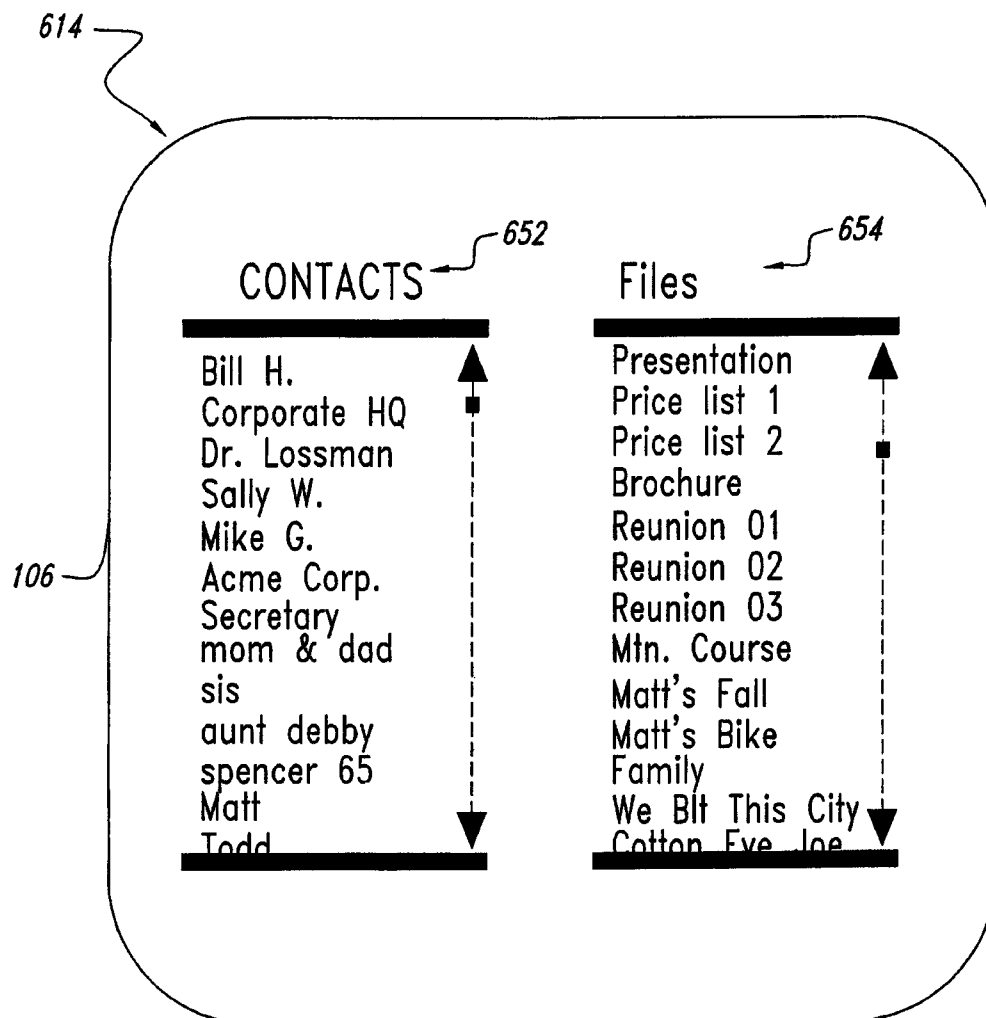 614
652
654
CONTACTS
Files
Bill H.
Corporate HQ
Dr. Lossman
Sally W.
Mike G.
Acme Corp.
Secretary
mom & dad
sis
aunt debby
spencer 65
Matt
Todd
Presentation
Price list 1
Price list 2
Brochure
Reunion 01
Reunion 02
Reunion 03
Mtn. Course
Matt's Fall
Matt's Bike
Family
We Blt This City
Cotton Eye Joe
106